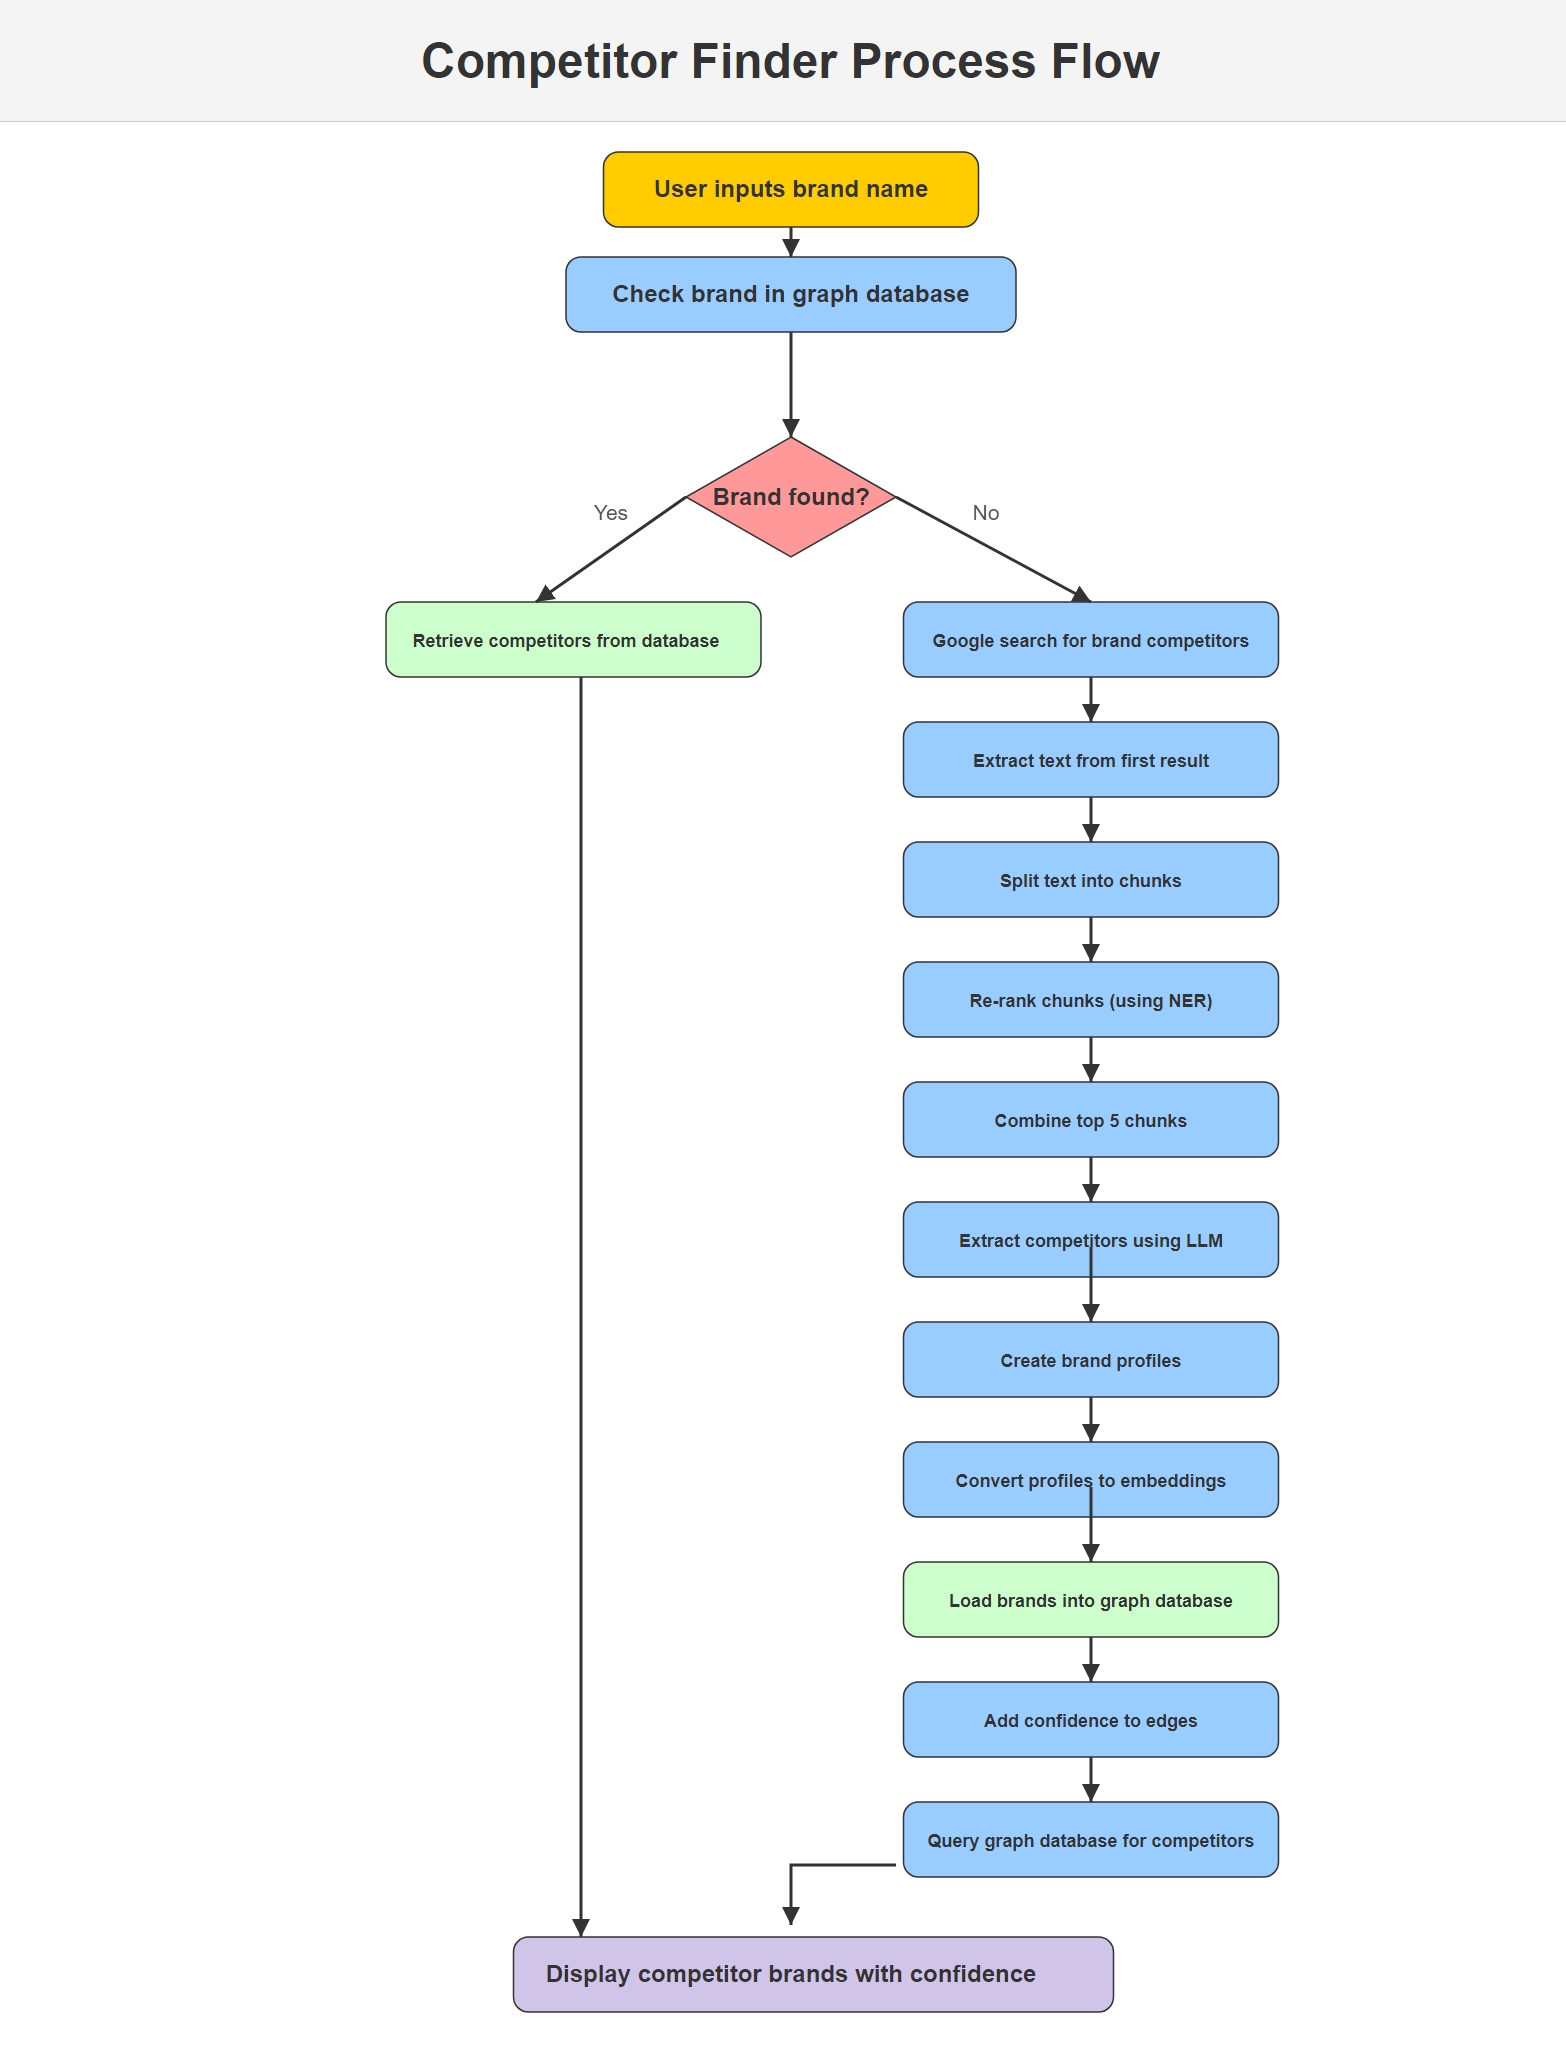 Competitor Finder Process Flow
User inputs brand name
Check brand in graph database
Brand found?
Yes
No
Retrieve competitors from database
Google search for brand competitors
Extract text from first result
Split text into chunks
Re-rank chunks (using NER)
Combine top 5 chunks
Extract competitors using LLM
Create brand profiles
Convert profiles to embeddings
Load brands into graph database
Add confidence to edges
Query graph database for competitors
Display competitor brands with confidence